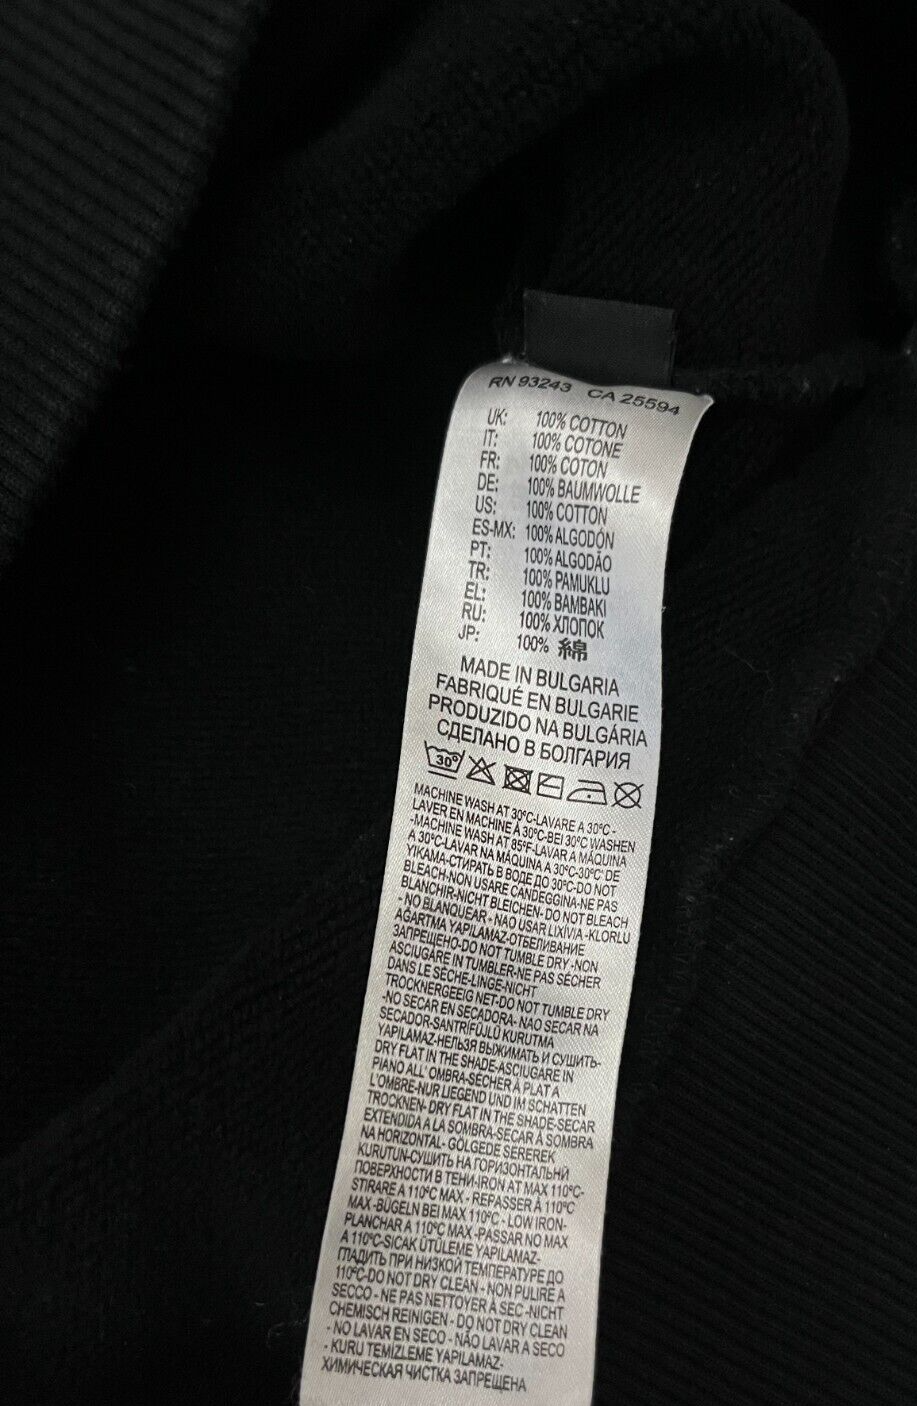 RN 93243 CA 25594
UK: 100% COTTON
IT: 100% COTONE
FR: 100% COTON
DE: 100% BAUMWOLLE
US: 100% COTTON
ES-MX: 100% ALGODÓN
PT: 100% ALGODÃO
TR: 100% PAMUKLU
EL: 100% BAMBAKI
RU: 100% ХЛОПОК
JP: 100% 綿
MADE IN BULGARIA
FABRIQUÉ EN BULGARIE
PRODUZIDO NA BULGÁRIA
СДЕЛАНО В БОЛГАРИЯ
30°
MACHINE WASH AT 30°C-LAVARE A 30°C -
LAVER EN MACHINE À 30°C-BEI 30°C WASHEN
-MACHINE WASH AT 85°F-LAVAR A MÁQUINA
A 30°C-LAVAR NA MÁQUINA A 30°C-30°C' DE
YIKAMA-СТИРАТЬ В ВОДЕ ДО 30°C-DO NOT
BLEACH-NON USARE CANDEGGINA-NE PAS
BLANCHIR-NICHT BLEICHEN- DO NOT BLEACH
- NO BLANQUEAR - NAO USAR LIXÍVIA -KLORLU
AĞARTMA YAPILAMAZ-ОТБЕЛИВАНИЕ
ЗАПРЕЩЕНО-DO NOT TUMBLE DRY -NON
ASCIUGARE IN TUMBLER-NE PAS SÉCHER
DANS LE SÈCHE-LINGE-NICHT
TROCKNERGEEIG NET-DO NOT TUMBLE DRY
-NO SECAR EN SECADORA- NAO SECAR NA
SECADOR-SANTRİFÜJLÜ KURUTMA
YAPILAMAZ-НЕЛЬЗЯ ВЫЖИМАТЬ И СУШИТЬ-
DRY FLAT IN THE SHADE-ASCIUGARE IN
PIANO ALL' OMBRA-SÉCHER À PLAT A
L'OMBRE-NUR LIEGEND UND IM SCHATTEN
TROCKNEN- DRY FLAT IN THE SHADE-SECAR
EXTENDIDA A LA SOMBRA-SECAR À SOMBRA
NA HORIZONTAL- GÖLGEDE SEREREK
KURUTUN-СУШИТЬ НА ГОРИЗОНТАЛЬНЙ
ПОВЕРХНОСТИ В ТЕНИ-IRON AT MAX 110°C-
STIRARE A 110°C MAX - REPASSER À 110°C
MAX -BÜGELN BEI MAX 110°C - LOW IRON-
PLANCHAR A 110°C MAX -PASSAR NO MAX
A 110°C-SICAK ÜTÜLEME YAPILAMAZ-
ГЛАДИТЬ ПРИ НИЗКОЙ ТЕМПЕРАТУРЕ ДО
110°C-DO NOT DRY CLEAN - NON PULIRE A
SECCO - NE PAS NETTOYER À SEC -NICHT
CHEMISCH REINIGEN - DO NOT DRY CLEAN
- NO LAVAR EN SECO - NÃO LAVAR A SECO
- KURU TEMİZLEME YAPILAMAZ-
ХИМИЧЕСКАЯ ЧИСТКА ЗАПРЕЩЕНА